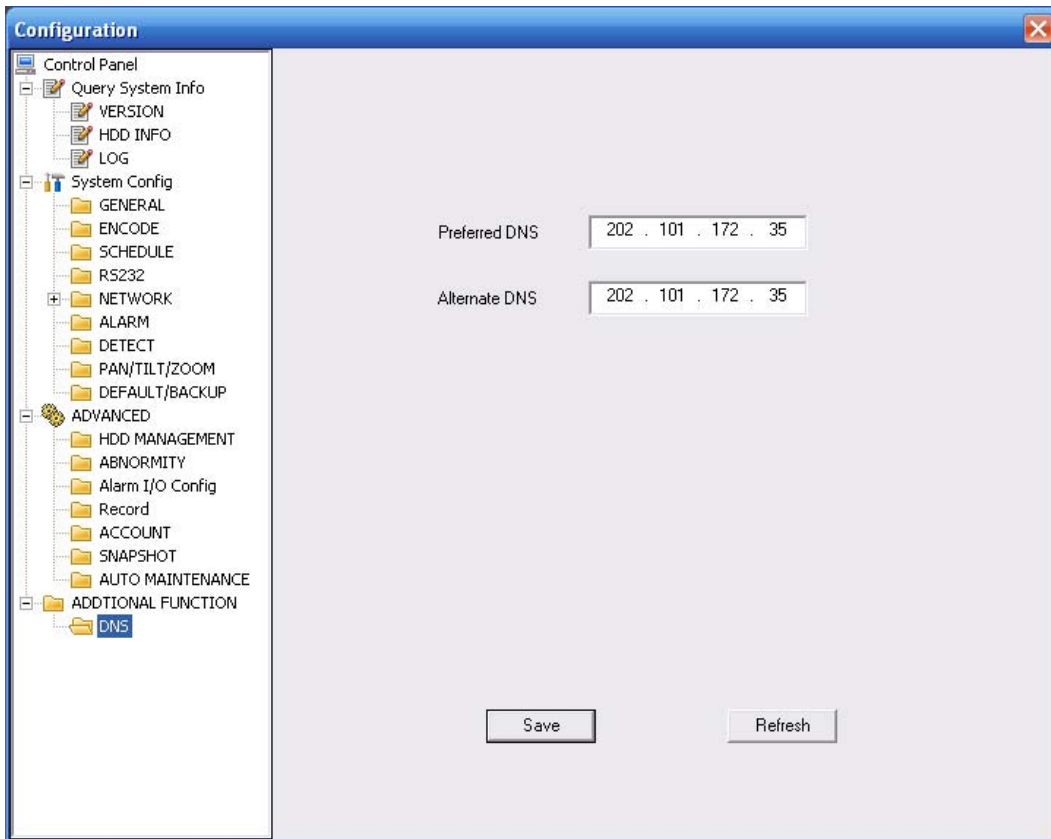 Configuration
Control Panel
Query System Info
VERSION
HDD INFO
LOG
System Config
GENERAL
ENCODE
SCHEDULE
RS232
NETWORK
ALARM
DETECT
PAN/TILT/ZOOM
DEFAULT/BACKUP
ADVANCED
HDD MANAGEMENT
ABNORMITY
Alarm I/O Config
Record
ACCOUNT
SNAPSHOT
AUTO MAINTENANCE
ADDTIONAL FUNCTION
DNS
Preferred DNS 202 . 101 . 172 . 35
Alternate DNS 202 . 101 . 172 . 35
Save Refresh